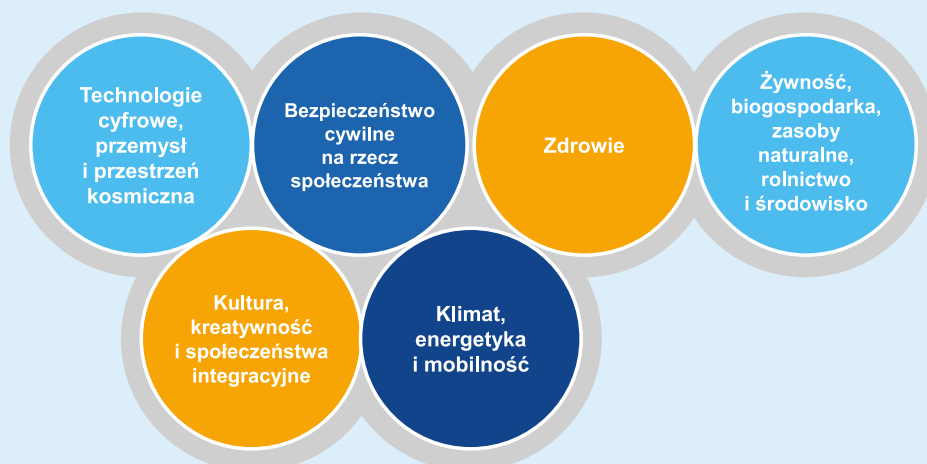 Technologie
cyfrowe,
przemysł
i przestrzeń
kosmiczna
Bezpieczeństwo
cywilne
na rzecz
społeczeństwa
Zdrowie
Żywność,
biogospodarka,
zasoby
naturalne,
rolnictwo
i środowisko
Kultura,
kreatywność
i społeczeństwa
integracyjne
Klimat,
energetyka
i mobilność